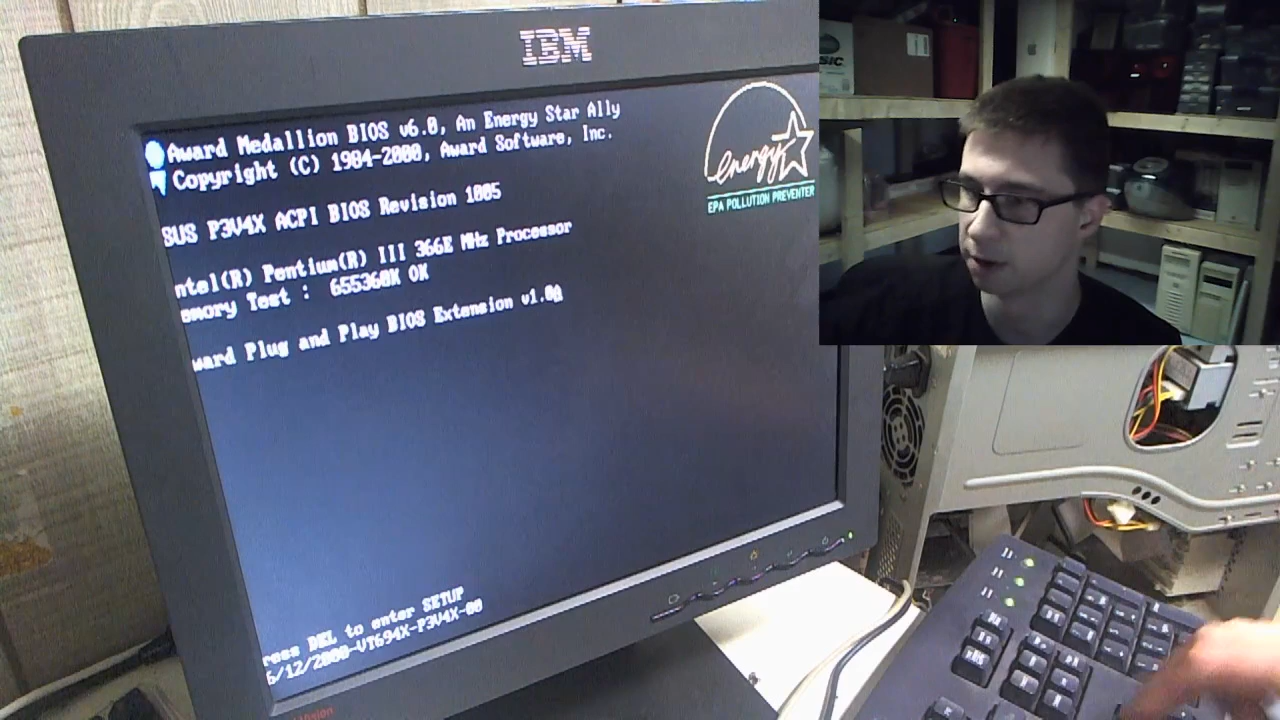 IBM
Award Medallion BIOS v6.0, An Energy Star Ally
Copyright (C) 1984-2000, Award Software, Inc.
energy
EPA POLLUTION PREVENTER
SUS P3V4X ACPI BIOS Revision 1005
ntel(R) Pentium(R) III 366E MHz Processor
emory Test : 655360K OK
ward Plug and Play BIOS Extension v1.0A
ress DEL to enter SETUP
6/12/2000-VT694X-P3V4X-00